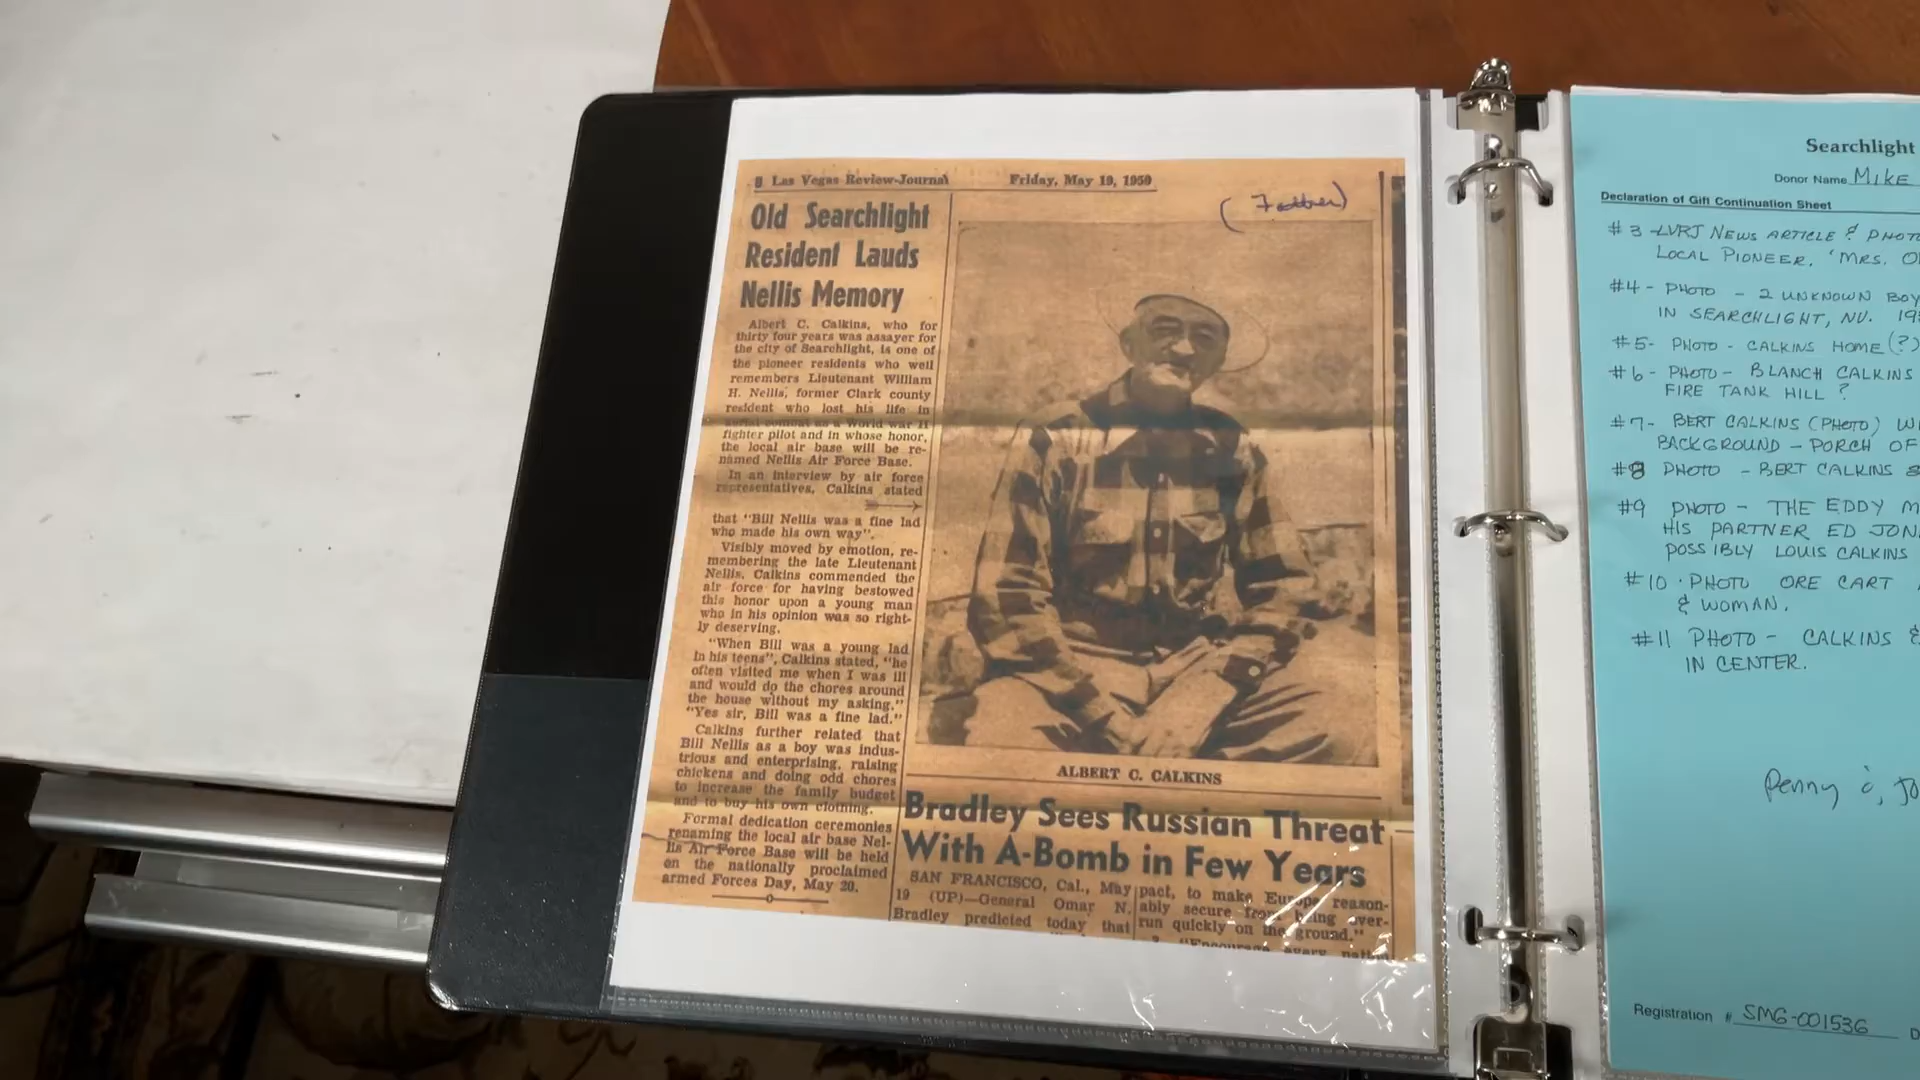 8 Las Vegas Review-Journal
Friday, May 19, 1950
(Father)
Old Searchlight
Resident Lauds
Nellis Memory
Albert C. Calkins, who for
thirty four years was assayer for
the city of Searchlight, is one of
the pioneer residents who well
remembers Lieutenant William
H. Nellis, former Clark county
resident who lost his life in
aerial combat as a World war II
fighter pilot and in whose honor,
the local air base will be re-
named Nellis Air Force Base.
In an interview by air force
representatives, Calkins stated
that "Bill Nellis was a fine lad
who made his own way".
Visibly moved by emotion, re-
membering the late Lieutenant
Nellis, Calkins commended the
air force for having bestowed
this honor upon a young man
who in his opinion was so right-
ly deserving.
"When Bill was a young lad
in his teens", Calkins stated, "he
often visited me when I was ill
and would do the chores around
the house without my asking."
"Yes sir, Bill was a fine lad."
Calkins further related that
Bill Nellis as a boy was indus-
trious and enterprising, raising
chickens and doing odd chores
to increase the family budget
and to buy his own clothing.
Formal dedication ceremonies
renaming the local air base Nel-
lis Air Force Base will be held
on the nationally proclaimed
armed Forces Day, May 20.
ALBERT C. CALKINS
Bradley Sees Russian Threat
With A-Bomb in Few Years
SAN FRANCISCO, Cal., May
19 (UP)—General Omar N.
Bradley predicted today that
pact, to make Europe reason-
ably secure from being over-
run quickly on the ground."
"Encourage every
Searchlight
Donor Name MIKE
Declaration of Gift Continuation Sheet
#3 - LVRJ NEWS ARTICLE & PHOTO
LOCAL PIONEER. 'MRS. O
#4 - PHOTO - 2 UNKNOWN BOY
IN SEARCHLIGHT, NV. 19
#5 - PHOTO - CALKINS HOME (?)
#6 - PHOTO - BLANCH CALKINS
FIRE TANK HILL ?
#7 - BERT CALKINS (PHOTO) W
BACKGROUND - PORCH OF
#8 PHOTO - BERT CALKINS &
#9 PHOTO - THE EDDY M
HIS PARTNER ED JON
POSSIBLY LOUIS CALKINS
#10 · PHOTO ORE CART
& WOMAN.
#11 PHOTO - CALKINS &
IN CENTER.
Penny
Registration # SMG-001536